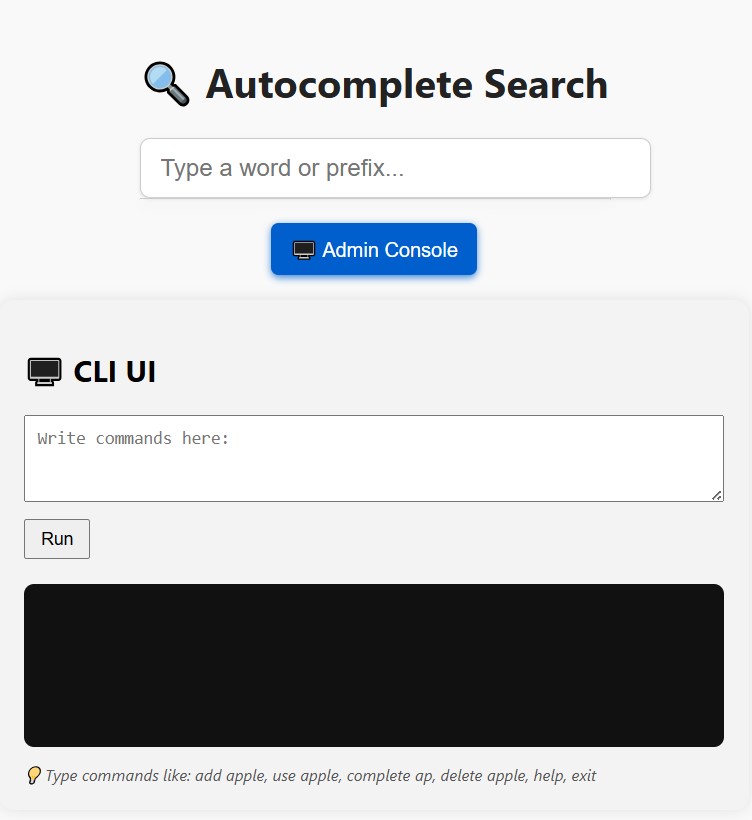 Autocomplete Search
Type a word or prefix...
Admin Console
CLI UI
Write commands here:
Run
Type commands like: add apple, use apple, complete ap, delete apple, help, exit